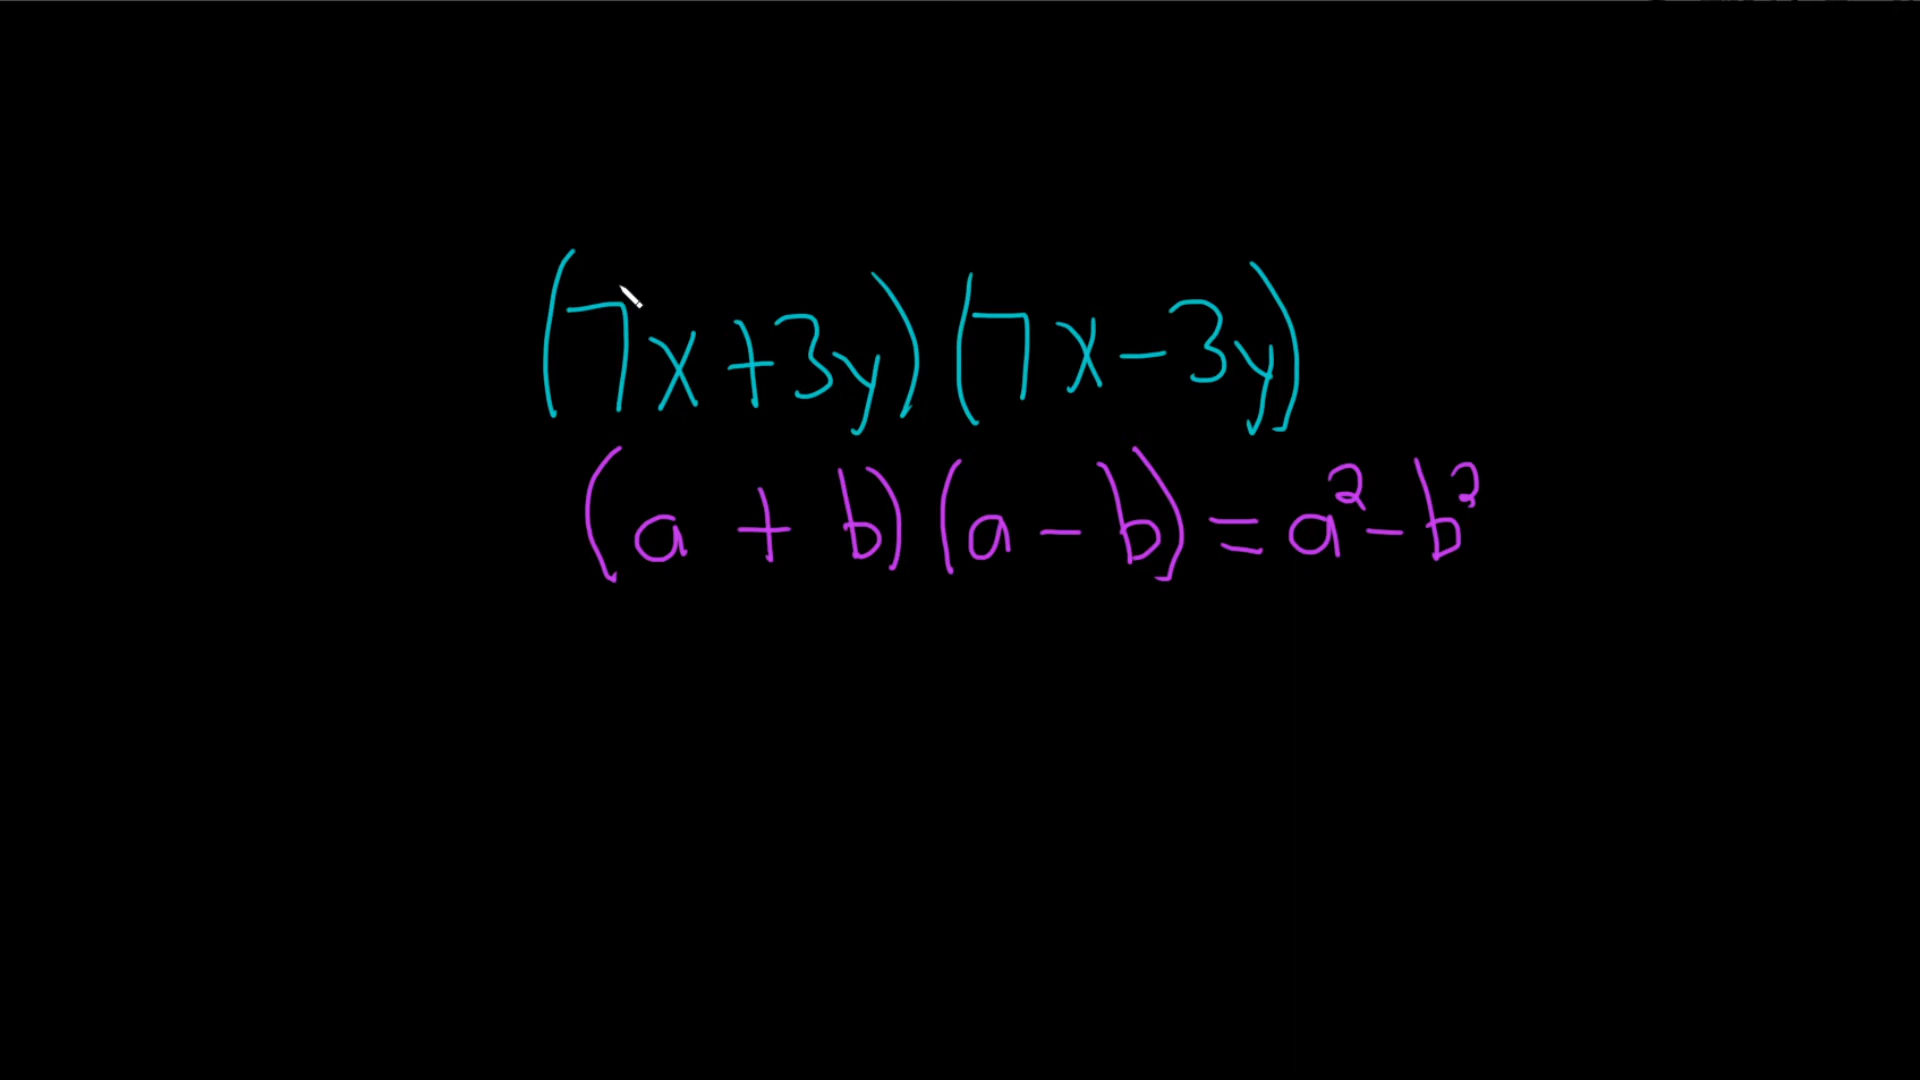 (7x+3y)(7x-3y)
(a + b)(a - b) = a² - b²